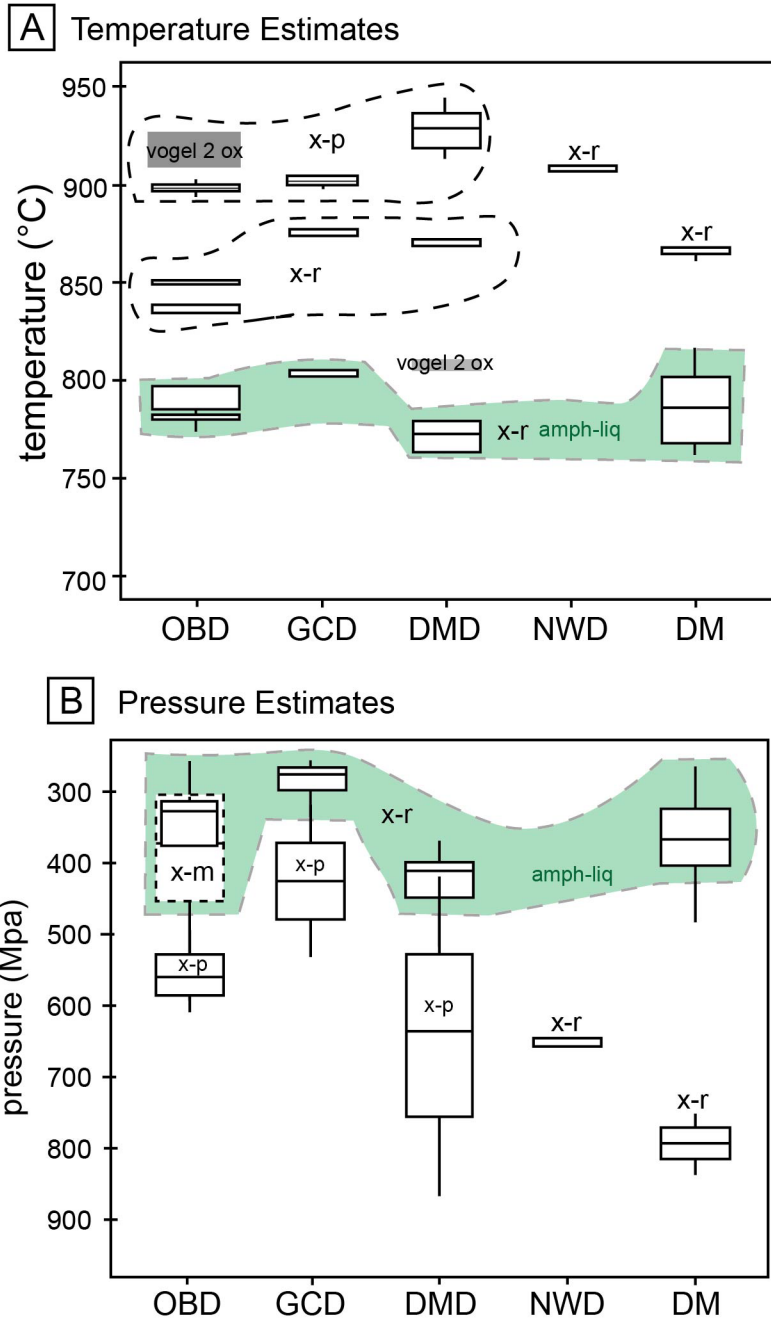 A Temperature Estimates
950
900
850
800
750
700
temperature (°C)
vogel 2 ox
x-p
x-r
x-r
x-r
vogel 2 ox
x-r amph-liq
OBD GCD DMD NWD DM
B Pressure Estimates
300
400
500
600
700
800
900
pressure (Mpa)
x-r
x-m
x-p
amph-liq
x-p
x-p
x-r
x-r
OBD GCD DMD NWD DM